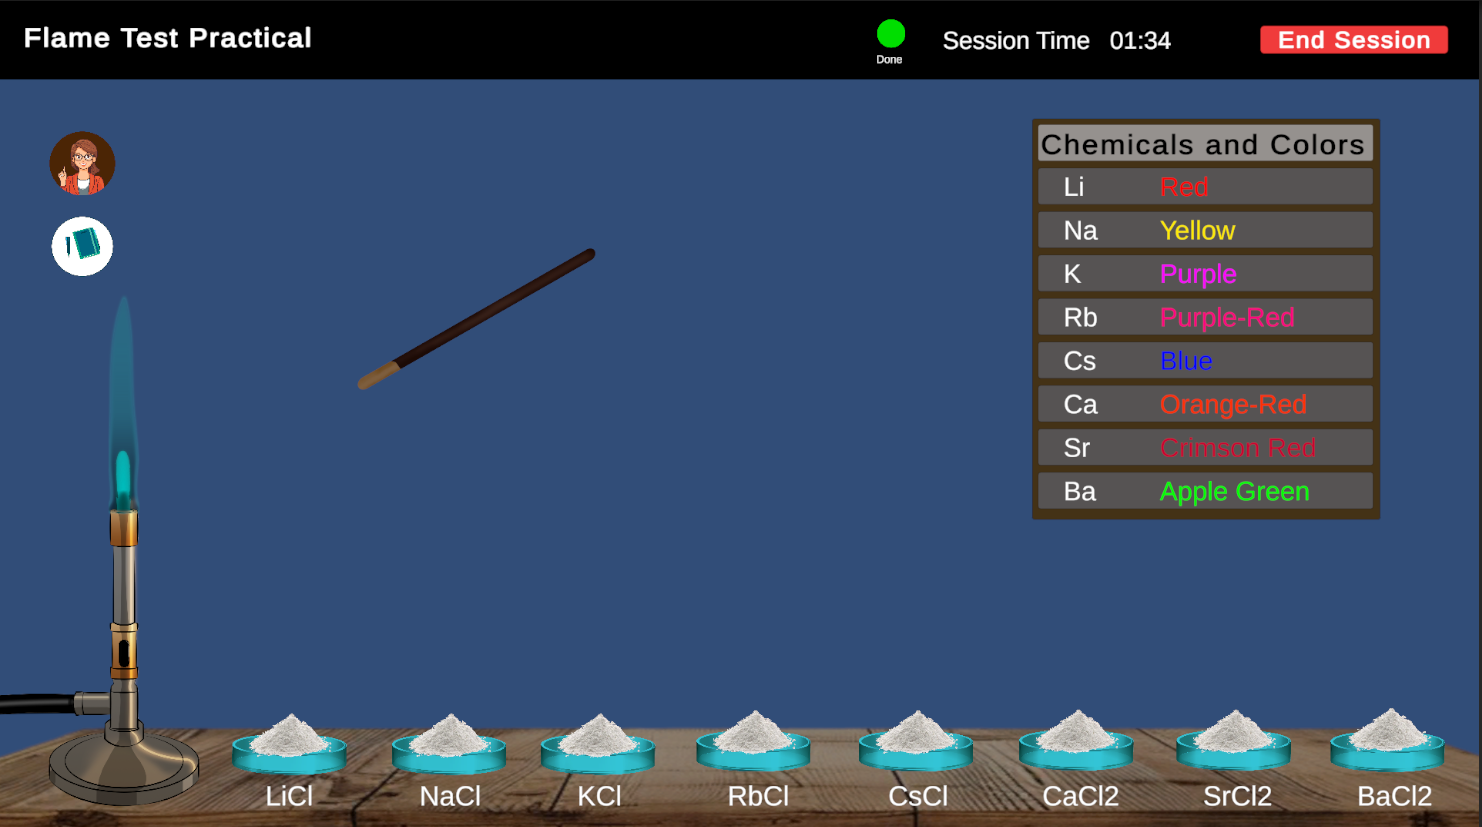 Flame Test Practical
Done
Session Time 01:34
End Session
Chemicals and Colors
Li Red
Na Yellow
K Purple
Rb Purple-Red
Cs Blue
Ca Orange-Red
Sr Crimson Red
Ba Apple Green
LiCl NaCl KCl RbCl CsCl CaCl2 SrCl2 BaCl2